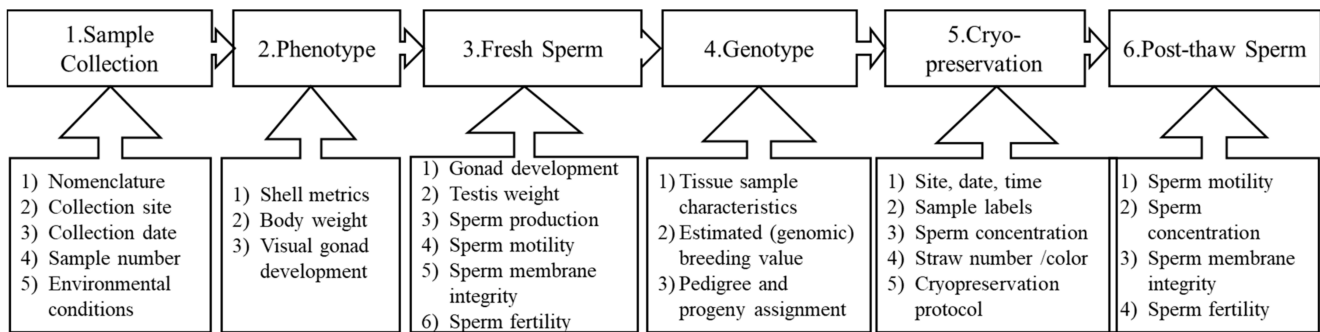 1.Sample
Collection
2.Phenotype
3.Fresh Sperm
4.Genotype
5.Cryo-
preservation
6.Post-thaw Sperm
1) Nomenclature
2) Collection site
3) Collection date
4) Sample number
5) Environmental
conditions
1) Shell metrics
2) Body weight
3) Visual gonad
development
1) Gonad development
2) Testis weight
3) Sperm production
4) Sperm motility
5) Sperm membrane
integrity
6) Sperm fertility
1) Tissue sample
characteristics
2) Estimated (genomic)
breeding value
3) Pedigree and
progeny assignment
1) Site, date, time
2) Sample labels
3) Sperm concentration
4) Straw number /color
5) Cryopreservation
protocol
1) Sperm motility
2) Sperm
concentration
3) Sperm membrane
integrity
4) Sperm fertility